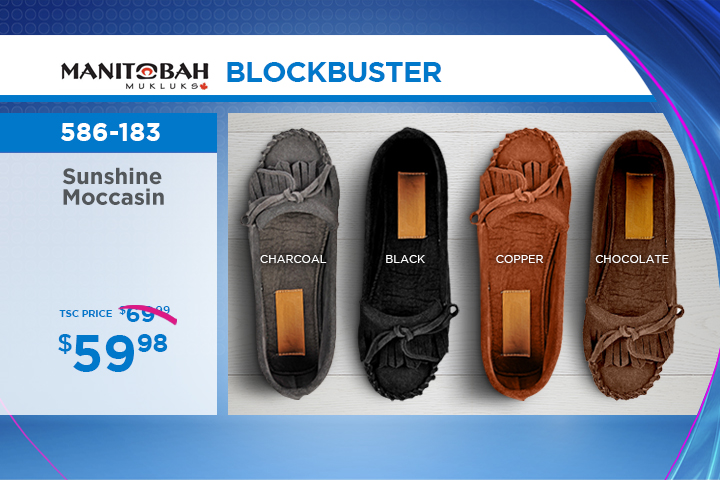 MANITOBAH
MUKLUKS
BLOCKBUSTER
586-183
Sunshine
Moccasin
TSC PRICE $69.99
$59.98
CHARCOAL
BLACK
COPPER
CHOCOLATE